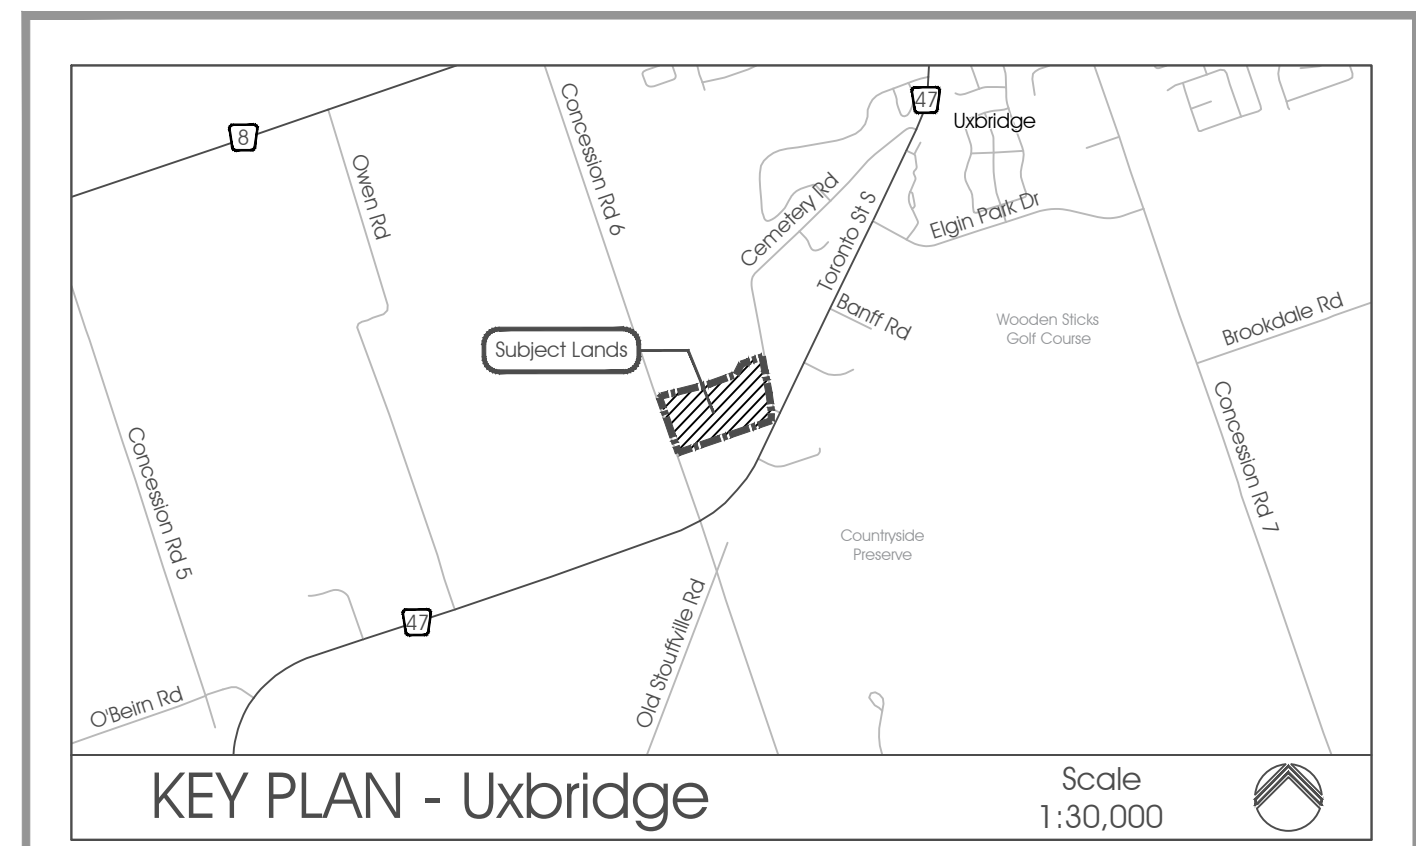 47
Uxbridge
8
Concession Rd 6
Owen Rd
Cemetery Rd
Toronto St S
Elgin Park Dr
Banff Rd
Wooden Sticks
Golf Course
Brookdale Rd
Subject Lands
Concession Rd 7
Concession Rd 5
Countryside
Preserve
47
Old Stouffville Rd
O'Beirn Rd
KEY PLAN - Uxbridge
Scale
1:30,000